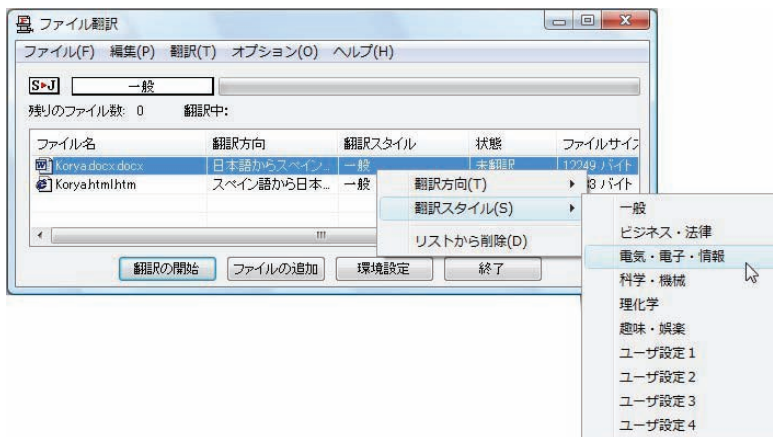 ファイル翻訳
ファイル(F) 編集(P) 翻訳(T) オプション(O) ヘルプ(H)
S▶J 一般
残りのファイル数: 0 翻訳中:
ファイル名 翻訳方向 翻訳スタイル 状態 ファイルサイズ
Korya.docx.docx 日本語からスペイン... 一般 未翻訳 12249 バイト
Korya.html.htm スペイン語から日本... 一般 3 バイト
翻訳方向(T)
翻訳スタイル(S)
リストから削除(D)
一般
ビジネス・法律
電気・電子・情報
科学・機械
理化学
趣味・娯楽
ユーザ設定1
ユーザ設定2
ユーザ設定3
ユーザ設定4
翻訳の開始 ファイルの追加 環境設定 終了